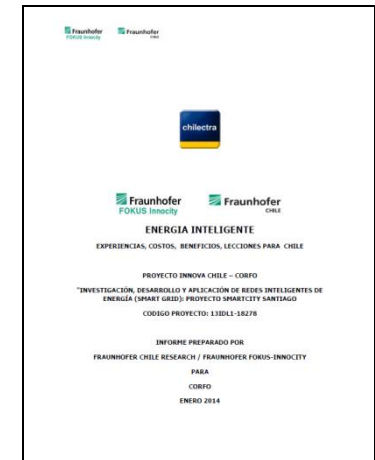 Fraunhofer Fraunhofer
FOKUS Innocity CHILE
chilectra
Fraunhofer Fraunhofer
FOKUS Innocity CHILE
ENERGIA INTELIGENTE
EXPERIENCIAS, COSTOS, BENEFICIOS, LECCIONES PARA CHILE
PROYECTO INNOVA CHILE – CORFO
"INVESTIGACIÓN, DESARROLLO Y APLICACIÓN DE REDES INTELIGENTES DE
ENERGÍA (SMART GRID): PROYECTO SMARTCITY SANTIAGO
CODIGO PROYECTO: 13IDL1-18278
INFORME PREPARADO POR
FRAUNHOFER CHILE RESEARCH / FRAUNHOFER FOKUS-INNOCITY
PARA
CORFO
ENERO 2014